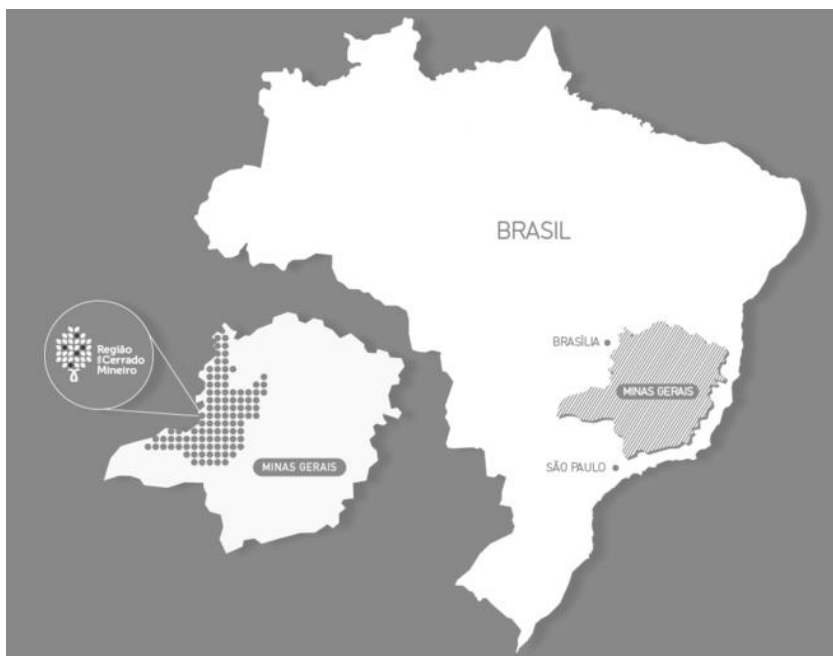 BRASIL
BRASÍLIA
MINAS GERAIS
SÃO PAULO
Região
do Cerrado
Mineiro
MINAS GERAIS